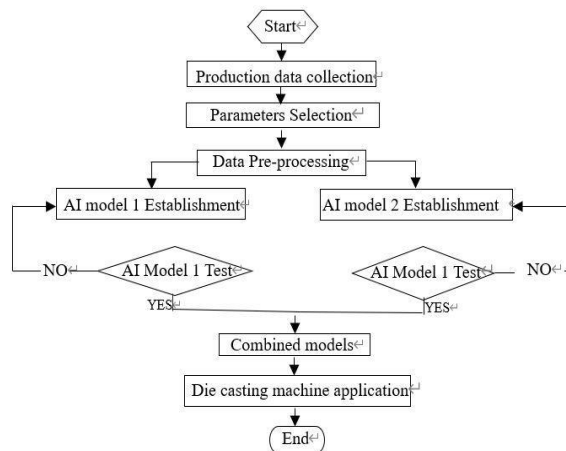 Start
Production data collection
Parameters Selection
Data Pre-processing
AI model 1 Establishment
AI model 2 Establishment
NO
AI Model 1 Test
AI Model 1 Test
NO
YES
YES
Combined models
Die casting machine application
End